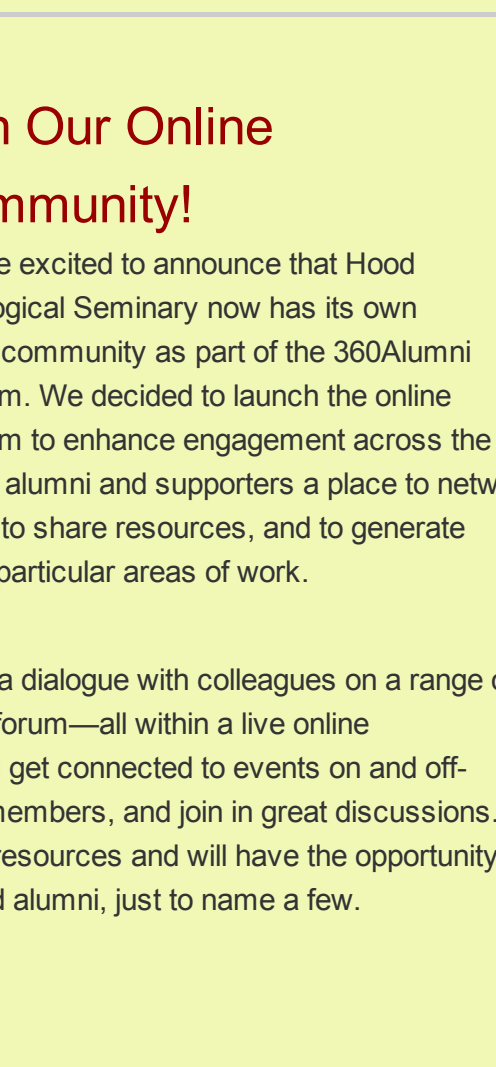 Our Online
mmunity!
e excited to announce that Hood
ogical Seminary now has its own
community as part of the 360Alumni
m. We decided to launch the online
m to enhance engagement across the
alumni and supporters a place to netw
to share resources, and to generate
particular areas of work.
a dialogue with colleagues on a range
forum—all within a live online
get connected to events on and off-
members, and join in great discussions.
resources and will have the opportunity
alumni, just to name a few.